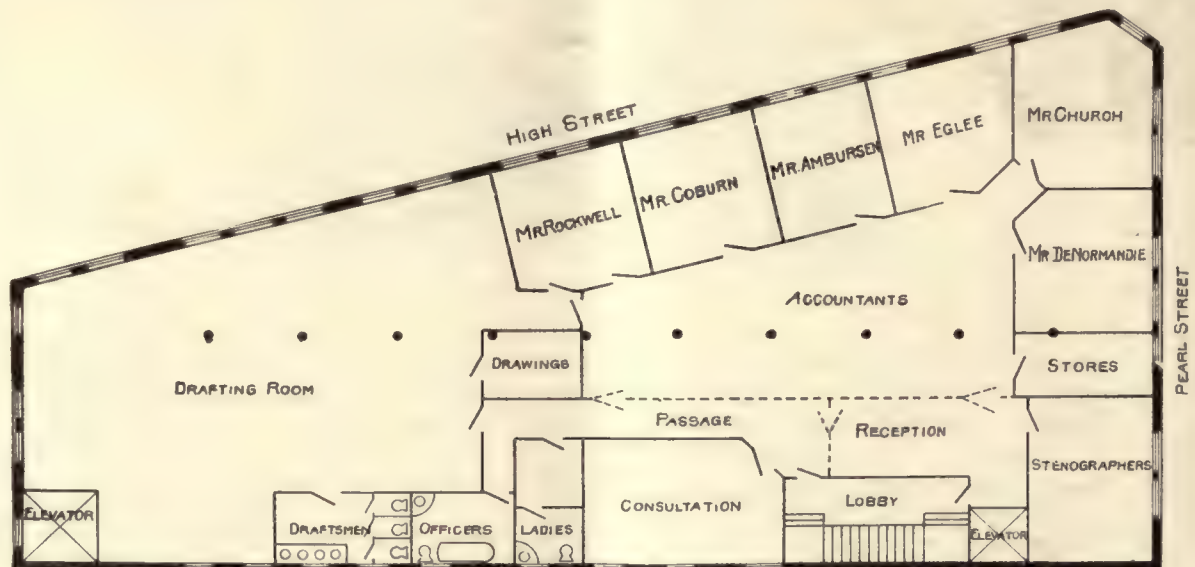 HIGH STREET
MR ROCKWELL
MR. COBURN
MR. AMBURSEN
MR EGLEE
MR CHURCH
MR DENORMANDIE
PEARL STREET
ACCOUNTANTS
DRAWINGS
STORES
DRAFTING ROOM
PASSAGE
RECEPTION
STENOGRAPHERS
ELEVATOR
DRAFTSMEN
OFFICERS
LADIES
CONSULTATION
LOBBY
ELEVATOR